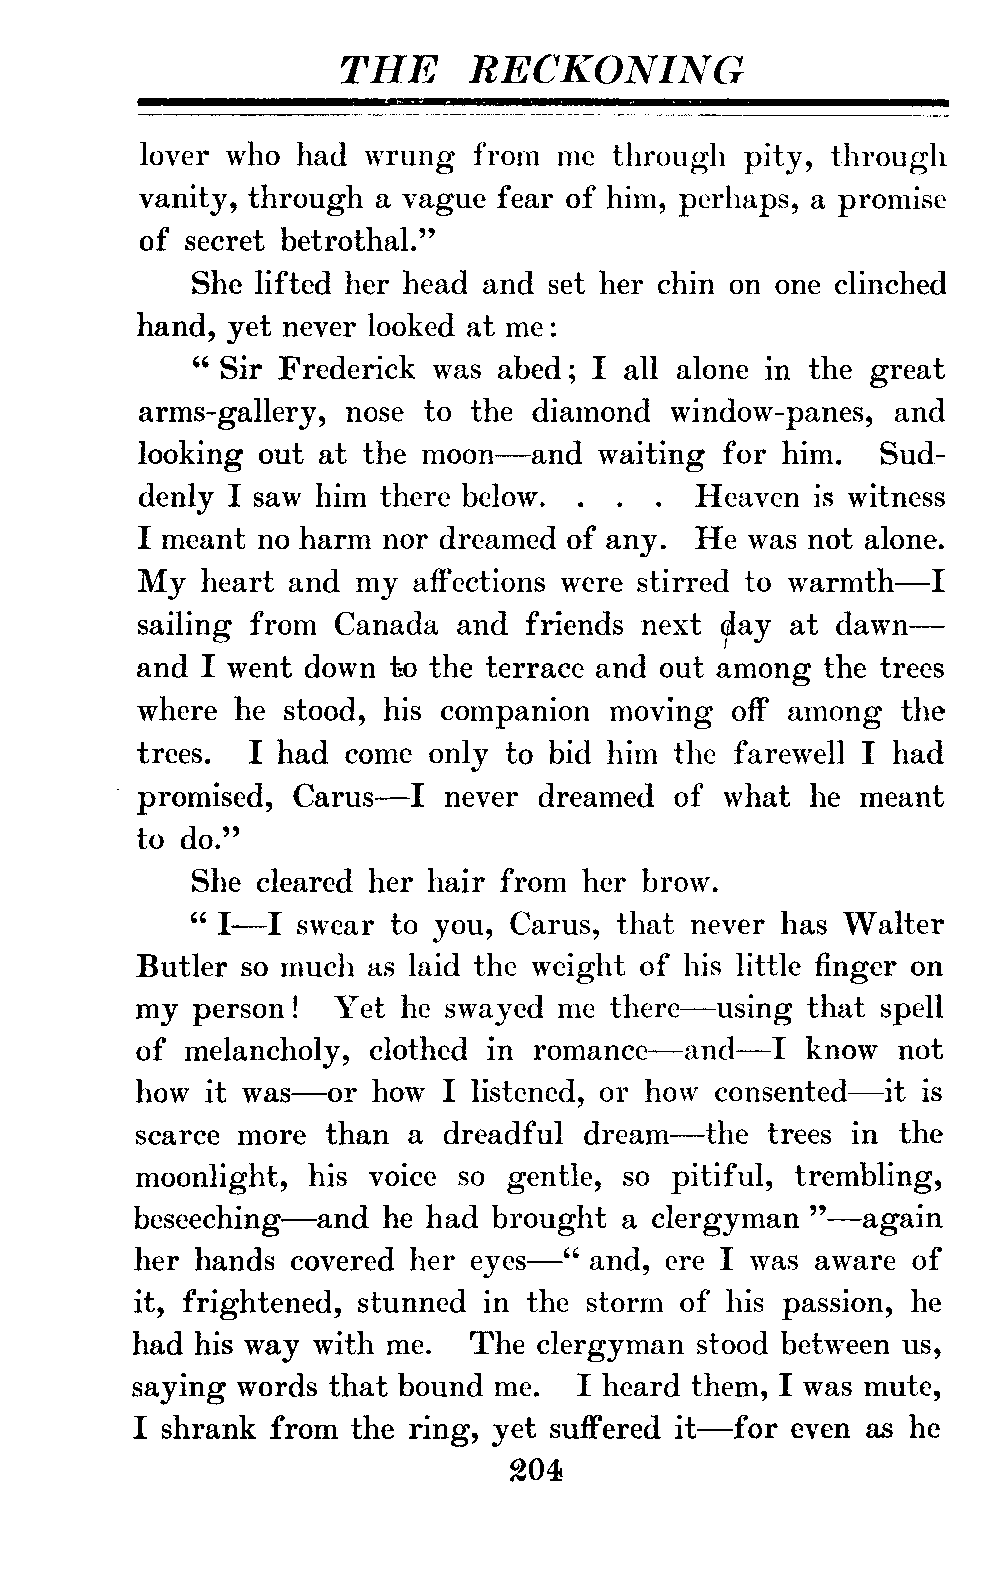 THE RECKONING
lover who had wrung from me through pity, through
vanity, through a vague fear of him, perhaps, a promise
of secret betrothal.”
She lifted her head and set her chin on one clinched
hand, yet never looked at me:
“ Sir Frederick was abed; I all alone in the great
arms-gallery, nose to the diamond window-panes, and
looking out at the moon—and waiting for him. Sud-
denly I saw him there below. . . . Heaven is witness
I meant no harm nor dreamed of any. He was not alone.
My heart and my affections were stirred to warmth—I
sailing from Canada and friends next day at dawn—
and I went down to the terrace and out among the trees
where he stood, his companion moving off among the
trees. I had come only to bid him the farewell I had
promised, Carus—I never dreamed of what he meant
to do.”
She cleared her hair from her brow.
“ I—I swear to you, Carus, that never has Walter
Butler so much as laid the weight of his little finger on
my person! Yet he swayed me there—using that spell
of melancholy, clothed in romance—and—I know not
how it was—or how I listened, or how consented—it is
scarce more than a dreadful dream—the trees in the
moonlight, his voice so gentle, so pitiful, trembling,
beseeching—and he had brought a clergyman ”—again
her hands covered her eyes—“ and, ere I was aware of
it, frightened, stunned in the storm of his passion, he
had his way with me. The clergyman stood between us,
saying words that bound me. I heard them, I was mute,
I shrank from the ring, yet suffered it—for even as he
204